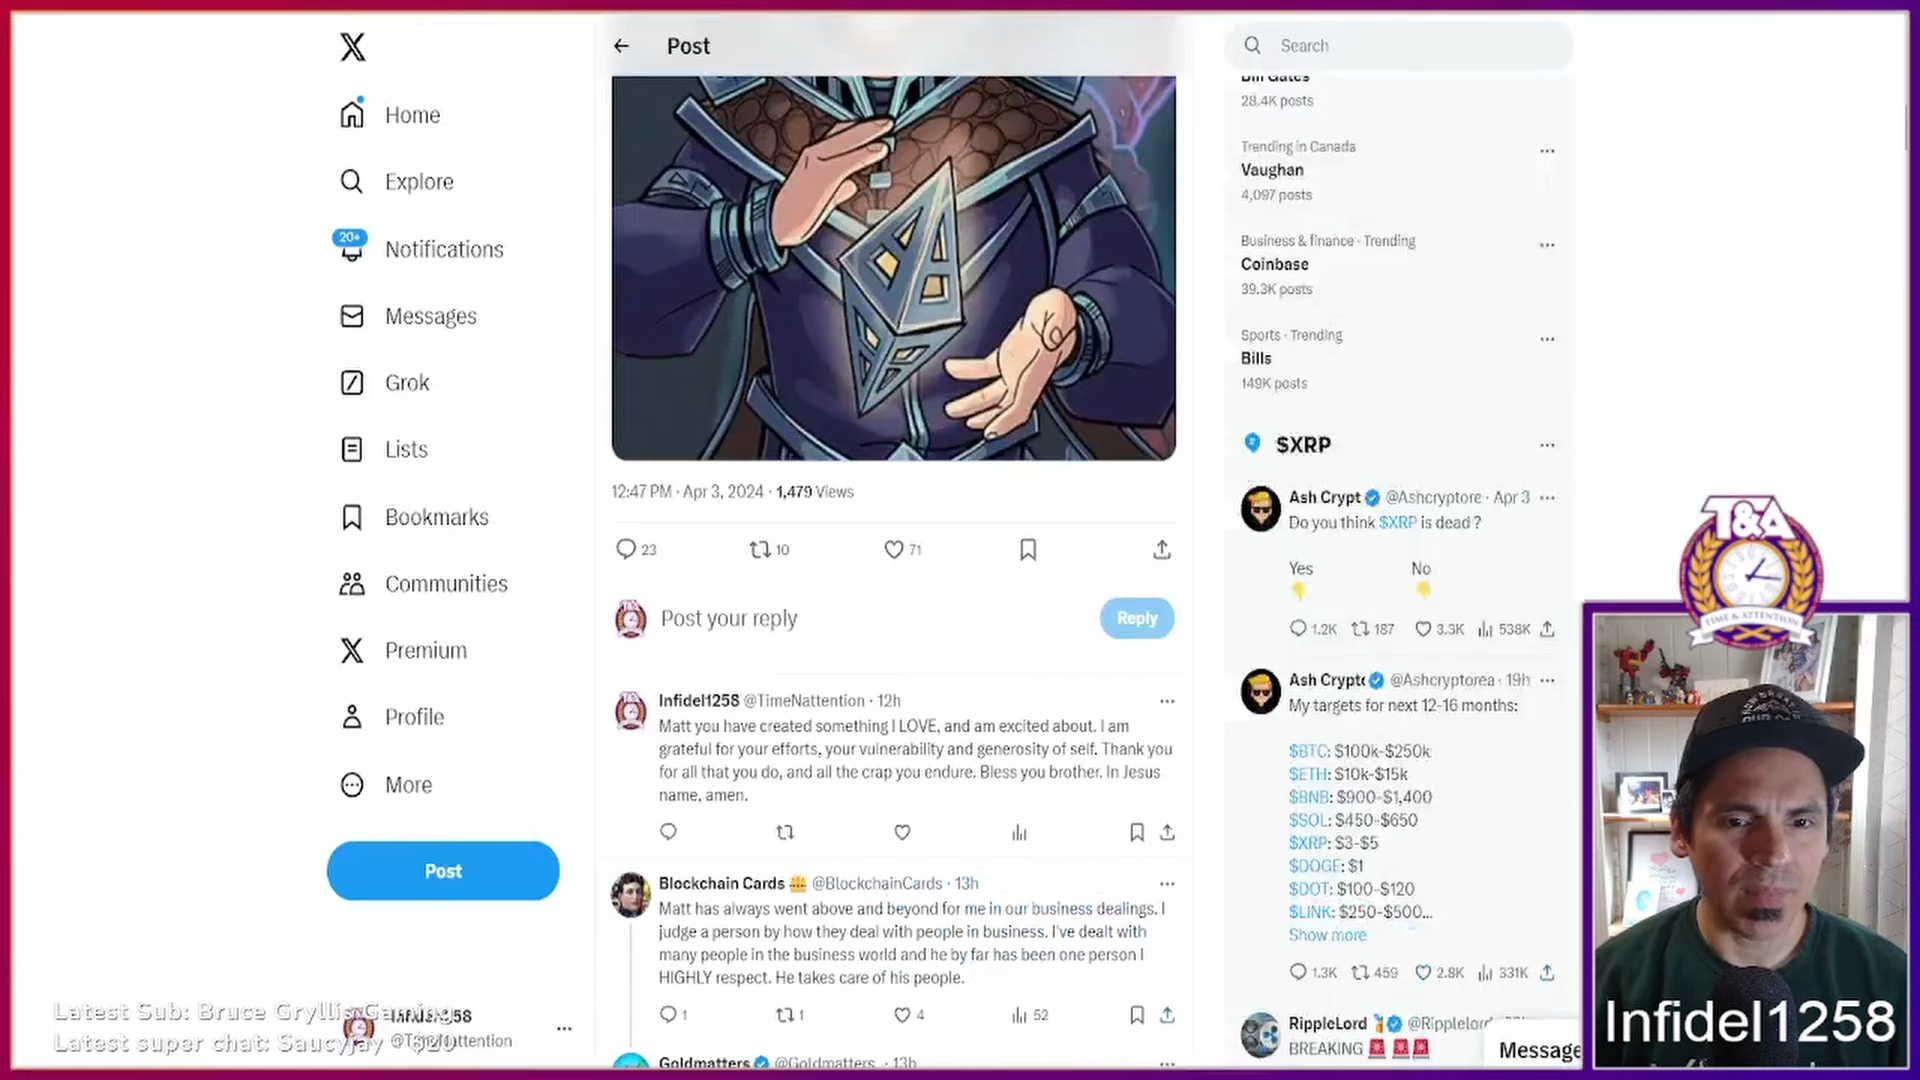 Post
Search
Home
Explore
20+
Notifications
Messages
Grok
Lists
Bookmarks
Communities
Premium
Profile
More
Post
Latest Sub: Bruce Gryllis Gaming
Latest super chat: Saucyjay
$20
Infidel1258
12:47 PM · Apr 3, 2024 · 1,479 Views
23
10
71
Post your reply
Reply
Infidel1258 @TimeNattention · 12h
Matt you have created something I LOVE, and am excited about. I am
grateful for your efforts, your vulnerability and generosity of self. Thank you
for all that you do, and all the crap you endure. Bless you brother. In Jesus
name, amen.
Blockchain Cards @BlockchainCards · 13h
Matt has always went above and beyond for me in our business dealings. I
judge a person by how they deal with people in business. I've dealt with
many people in the business world and he by far has been one person I
HIGHLY respect. He takes care of his people.
1
1
4
52
Goldmatters @Goldmatters · 13h
Bill Gates
28.4K posts
Trending in Canada
Vaughan
4,097 posts
Business & finance · Trending
Coinbase
39.3K posts
Sports · Trending
Bills
149K posts
$XRP
Ash Crypt @Ashcryptore · Apr 3
Do you think $XRP is dead ?
Yes No
1.2K 187 3.3K 538K
Ash Crypto @Ashcryptorea · 19h
My targets for next 12-16 months:
$BTC: $100k-$250k
$ETH: $10k-$15k
$BNB: $900-$1,400
$SOL: $450-$650
$XRP: $3-$5
$DOGE: $1
$DOT: $100-$120
$LINK: $250-$500...
Show more
1.3K 459 2.8K 331K
RippleLord @Ripplelord
BREAKING
Message
T&A
TIME & ATTENTION
Infidel1258